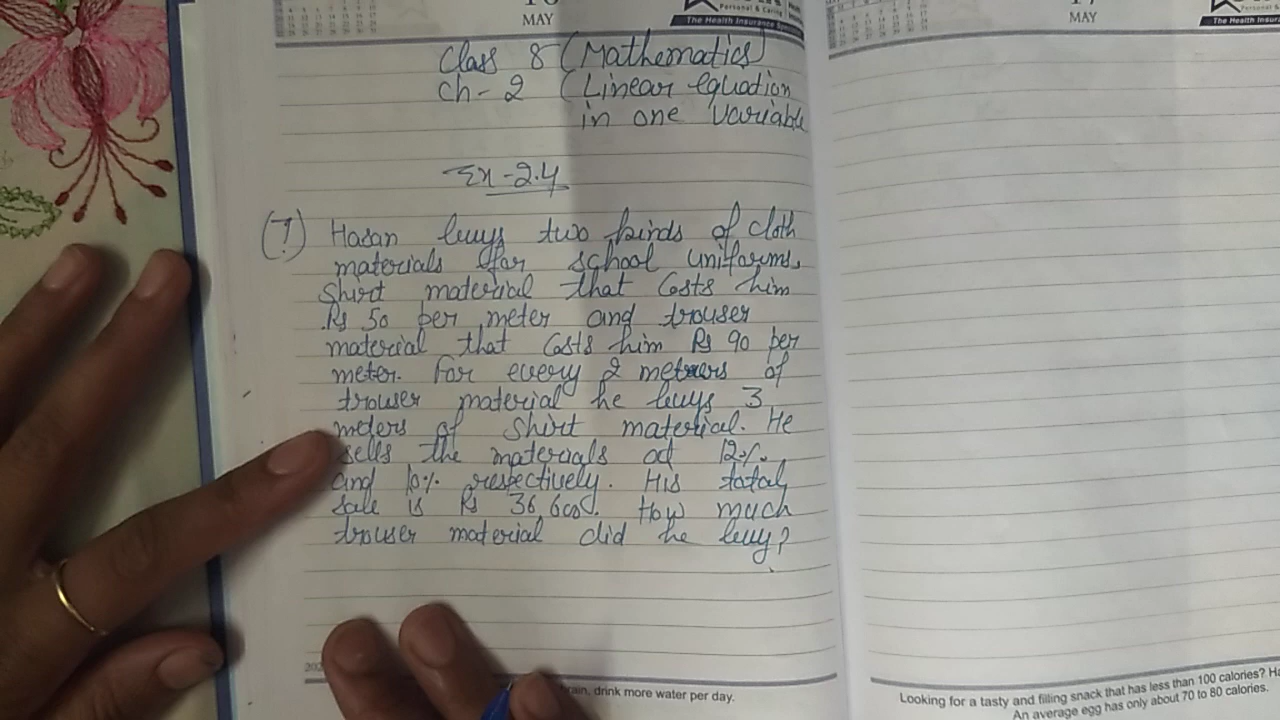 MAY
The Health Insurance
Class 8 (Mathematics)
Ch- 2 (Linear equation
in one variable
Ex -2.4
(7) Hasan buys two kinds of cloth
materials for school uniforms,
Shirt material that Costs him
Rs 50 per meter and trouser
material that Costs him Rs 90 per
meter. For every 2 meters of
trouser material he buys 3
meters of shirt material. He
sells the materials at 12%
and 10% respectively. His total
sale is Rs 36,600. How much
trouser material did he buy?
drink more water per day.
MAY
The Health Insur
Looking for a tasty and filling snack that has less than 100 calories? Ha
An average egg has only about 70 to 80 calories.